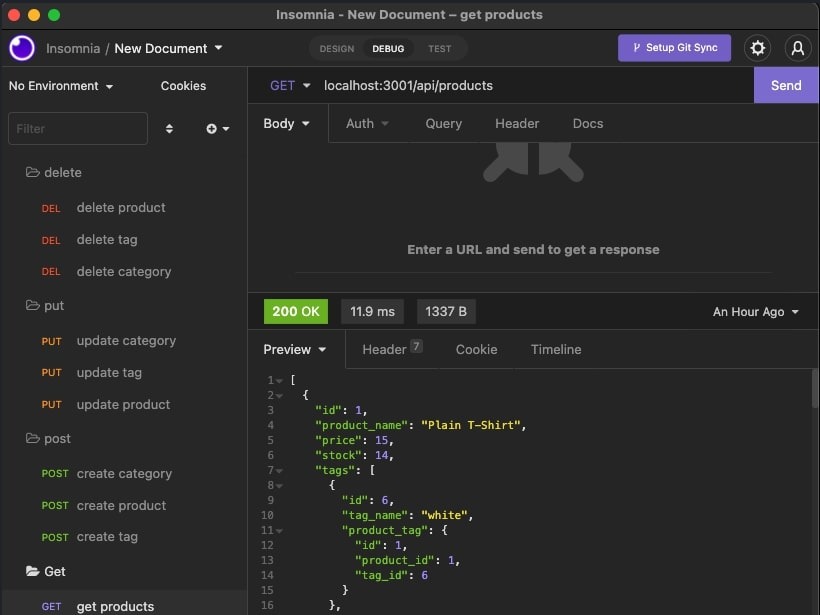 Insomnia - New Document – get products
Insomnia / New Document
DESIGN DEBUG TEST
Setup Git Sync
No Environment
Cookies
Filter
delete
DEL delete product
DEL delete tag
DEL delete category
put
PUT update category
PUT update tag
PUT update product
post
POST create category
POST create product
POST create tag
Get
GET get products
GET localhost:3001/api/products Send
Body Auth Query Header Docs
Enter a URL and send to get a response
200 OK 11.9 ms 1337 B An Hour Ago
Preview Header 7 Cookie Timeline
1 [
2 {
3 "id": 1,
4 "product_name": "Plain T-Shirt",
5 "price": 15,
6 "stock": 14,
7 "tags": [
8 {
9 "id": 6,
10 "tag_name": "white",
11 "product_tag": {
12 "id": 1,
13 "product_id": 1,
14 "tag_id": 6
15 }
16 },